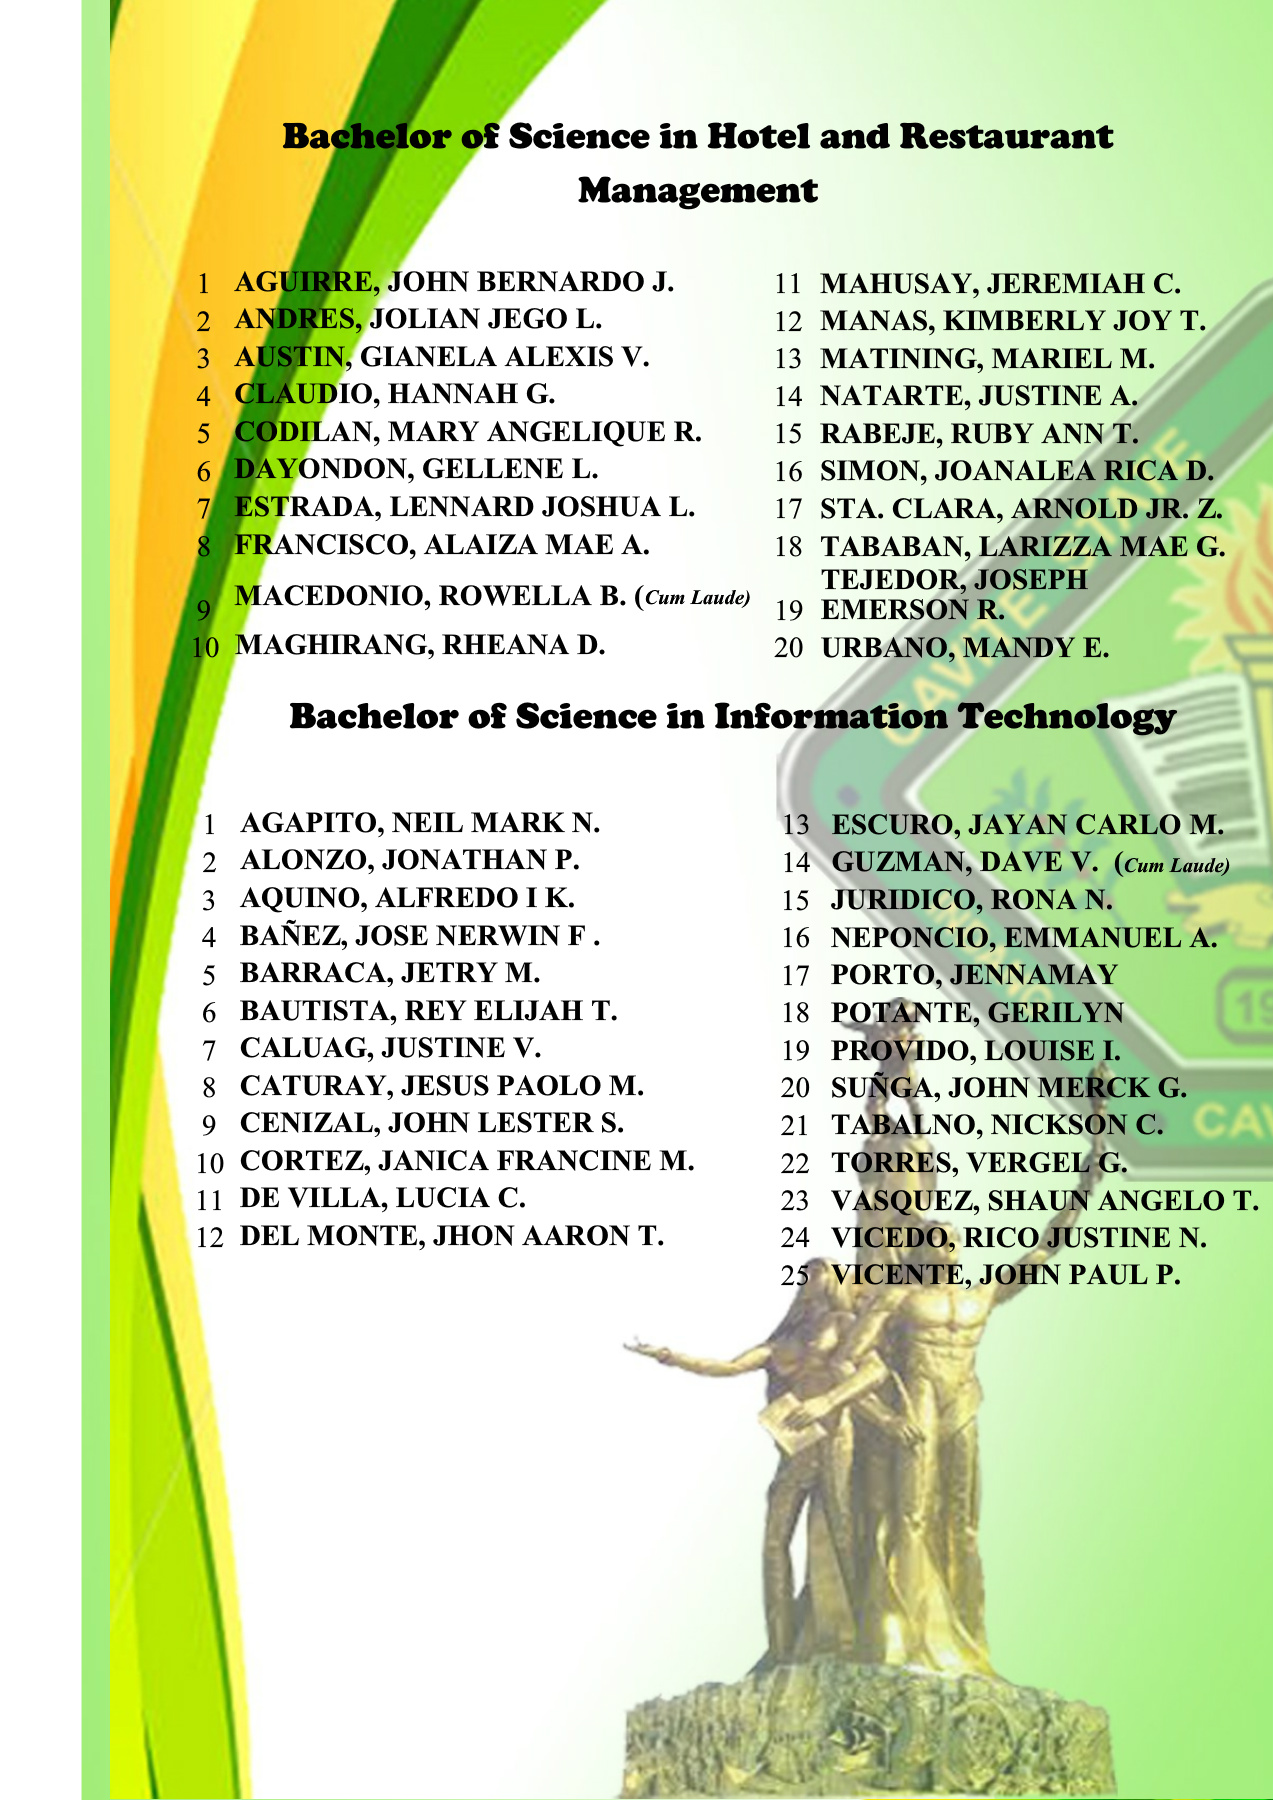 Bachelor of Science in Hotel and Restaurant
Management
1 AGUIRRE, JOHN BERNARDO J.
2 ANDRES, JOLIAN JEGO L.
3 AUSTIN, GIANELA ALEXIS V.
4 CLAUDIO, HANNAH G.
5 CODILAN, MARY ANGELIQUE R.
6 DAYONDON, GELLENE L.
7 ESTRADA, LENNARD JOSHUA L.
8 FRANCISCO, ALAIZA MAE A.
9 MACEDONIO, ROWELLA B. (Cum Laude)
10 MAGHIRANG, RHEANA D.
11 MAHUSAY, JEREMIAH C.
12 MANAS, KIMBERLY JOY T.
13 MATINING, MARIEL M.
14 NATARTE, JUSTINE A.
15 RABEJE, RUBY ANN T.
16 SIMON, JOANALEA RICA D.
17 STA. CLARA, ARNOLD JR. Z.
18 TABABAN, LARIZZA MAE G.
TEJEDOR, JOSEPH
19 EMERSON R.
20 URBANO, MANDY E.
Bachelor of Science in Information Technology
1 AGAPITO, NEIL MARK N.
2 ALONZO, JONATHAN P.
3 AQUINO, ALFREDO I K.
4 BAÑEZ, JOSE NERWIN F .
5 BARRACA, JETRY M.
6 BAUTISTA, REY ELIJAH T.
7 CALUAG, JUSTINE V.
8 CATURAY, JESUS PAOLO M.
9 CENIZAL, JOHN LESTER S.
10 CORTEZ, JANICA FRANCINE M.
11 DE VILLA, LUCIA C.
12 DEL MONTE, JHON AARON T.
13 ESCURO, JAYAN CARLO M.
14 GUZMAN, DAVE V. (Cum Laude)
15 JURIDICO, RONA N.
16 NEPONCIO, EMMANUEL A.
17 PORTO, JENNAMAY
18 POTANTE, GERILYN
19 PROVIDO, LOUISE I.
20 SUÑGA, JOHN MERCK G.
21 TABALNO, NICKSON C.
22 TORRES, VERGEL G.
23 VASQUEZ, SHAUN ANGELO T.
24 VICEDO, RICO JUSTINE N.
25 VICENTE, JOHN PAUL P.
CAVITE STATE
19
CAV